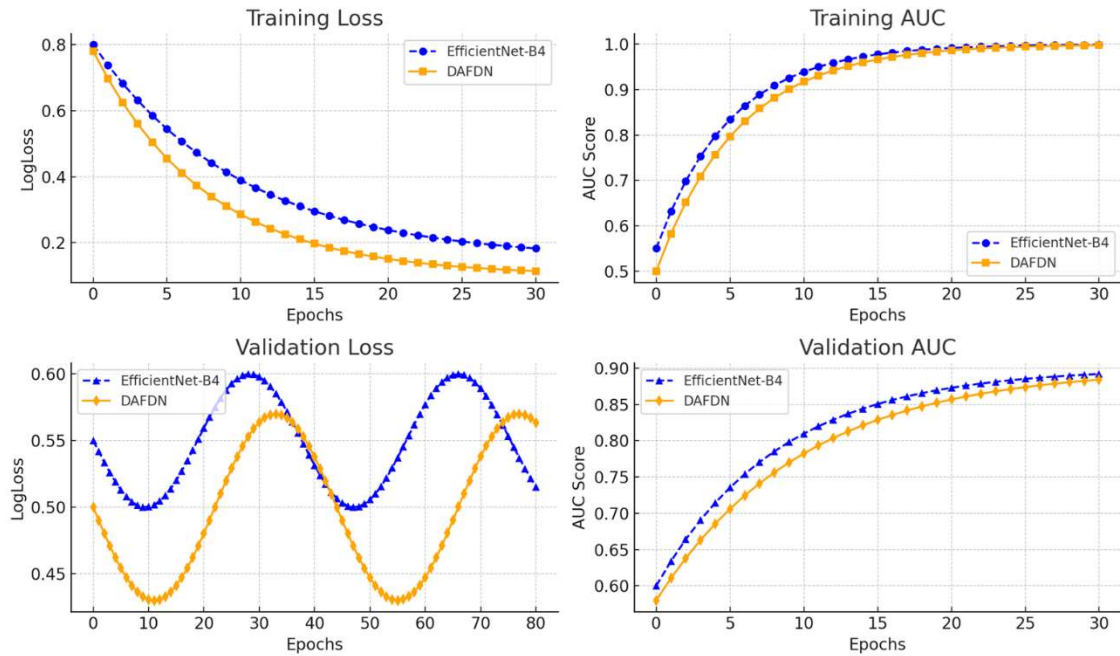 Training Loss
0.8
0.6
0.4
0.2
LogLoss
EfficientNet-B4
DAFDN
0 5 10 15 20 25 30
Epochs
Training AUC
1.0
0.9
0.8
0.7
0.6
0.5
AUC Score
EfficientNet-B4
DAFDN
0 5 10 15 20 25 30
Epochs
Validation Loss
0.60
0.55
0.50
0.45
LogLoss
EfficientNet-B4
DAFDN
0 10 20 30 40 50 60 70 80
Epochs
Validation AUC
0.90
0.85
0.80
0.75
0.70
0.65
0.60
AUC Score
EfficientNet-B4
DAFDN
0 5 10 15 20 25 30
Epochs